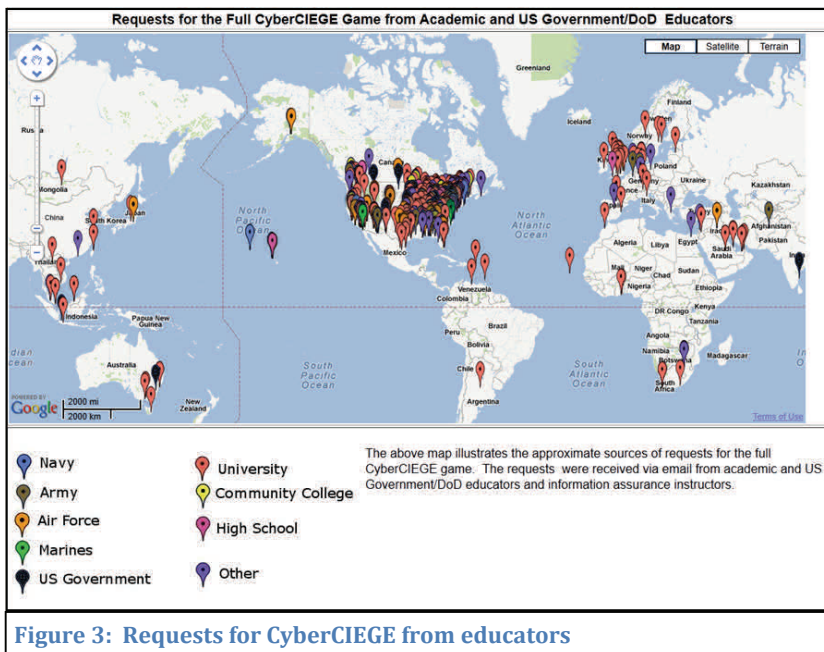 Requests for the Full CyberCIEGE Game from Academic and US Government/DoD Educators
Map
Satellite
Terrain
Greenland
Iceland
Finland
Norway
Poland
Ukraine
Italy
Kazakhstan
Afghanistan
Pakistan
Mongolia
China
South Korea
Japan
North
Pacific
Ocean
North
Atlantic
Ocean
Mexico
Algeria
Libya
Egypt
Saudi
Arabia
Mali
Niger
Chad
Sudan
Nigeria
Ethiopia
Venezuela
Colombia
DR Congo
Kenya
Tanzania
Indonesia
Papua New
Guinea
Peru
Brazil
Bolivia
Angola
Namibia
Botswana
Madagascar
Australia
South
Pacific
Ocean
South
Atlantic
Ocean
Chile
South
Africa
Argentina
New
Zealand
POWERED BY
Google
2000 mi
2000 km
Terms of Use
Navy
Army
Air Force
Marines
US Government
University
Community College
High School
Other
The above map illustrates the approximate sources of requests for the full
CyberCIEGE game. The requests were received via email from academic and US
Government/DoD educators and information assurance instructors.
Figure 3: Requests for CyberCIEGE from educators